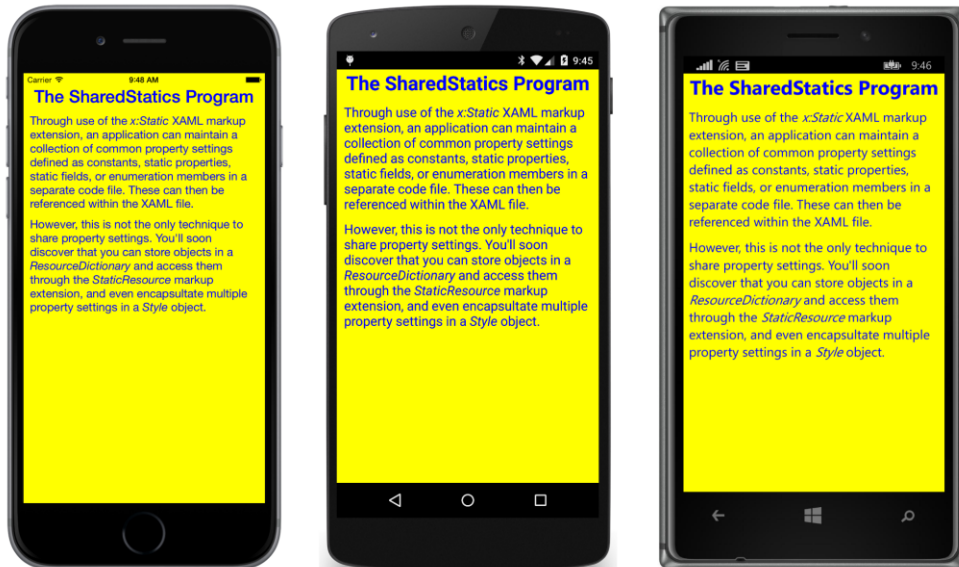 Carrier 9:48 AM
The SharedStatics Program
Through use of the x:Static XAML markup
extension, an application can maintain a
collection of common property settings
defined as constants, static properties,
static fields, or enumeration members in a
separate code file. These can then be
referenced within the XAML file.
However, this is not the only technique to
share property settings. You'll soon
discover that you can store objects in a
ResourceDictionary and access them
through the StaticResource markup
extension, and even encapsultate multiple
property settings in a Style object.
9:45
The SharedStatics Program
Through use of the x:Static XAML markup
extension, an application can maintain a
collection of common property settings
defined as constants, static properties,
static fields, or enumeration members in a
separate code file. These can then be
referenced within the XAML file.
However, this is not the only technique to
share property settings. You'll soon
discover that you can store objects in a
ResourceDictionary and access them
through the StaticResource markup
extension, and even encapsultate multiple
property settings in a Style object.
9:46
The SharedStatics Program
Through use of the x:Static XAML markup
extension, an application can maintain a
collection of common property settings
defined as constants, static properties,
static fields, or enumeration members in a
separate code file. These can then be
referenced within the XAML file.
However, this is not the only technique to
share property settings. You'll soon
discover that you can store objects in a
ResourceDictionary and access them
through the StaticResource markup
extension, and even encapsultate multiple
property settings in a Style object.